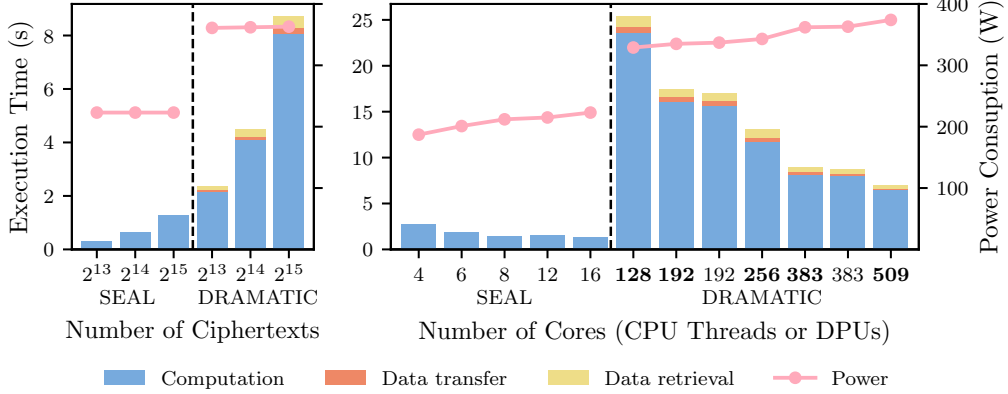 Execution Time (s)
8
6
4
2
0
2^13 2^14 2^15 2^13 2^14 2^15
SEAL DRAMATIC
Number of Ciphertexts
25
20
15
10
5
0
4 6 8 12 16 128 192 192 256 383 383 509
SEAL DRAMATIC
Number of Cores (CPU Threads or DPUs)
400
300
200
100
Power Consuption (W)
Computation Data transfer Data retrieval Power